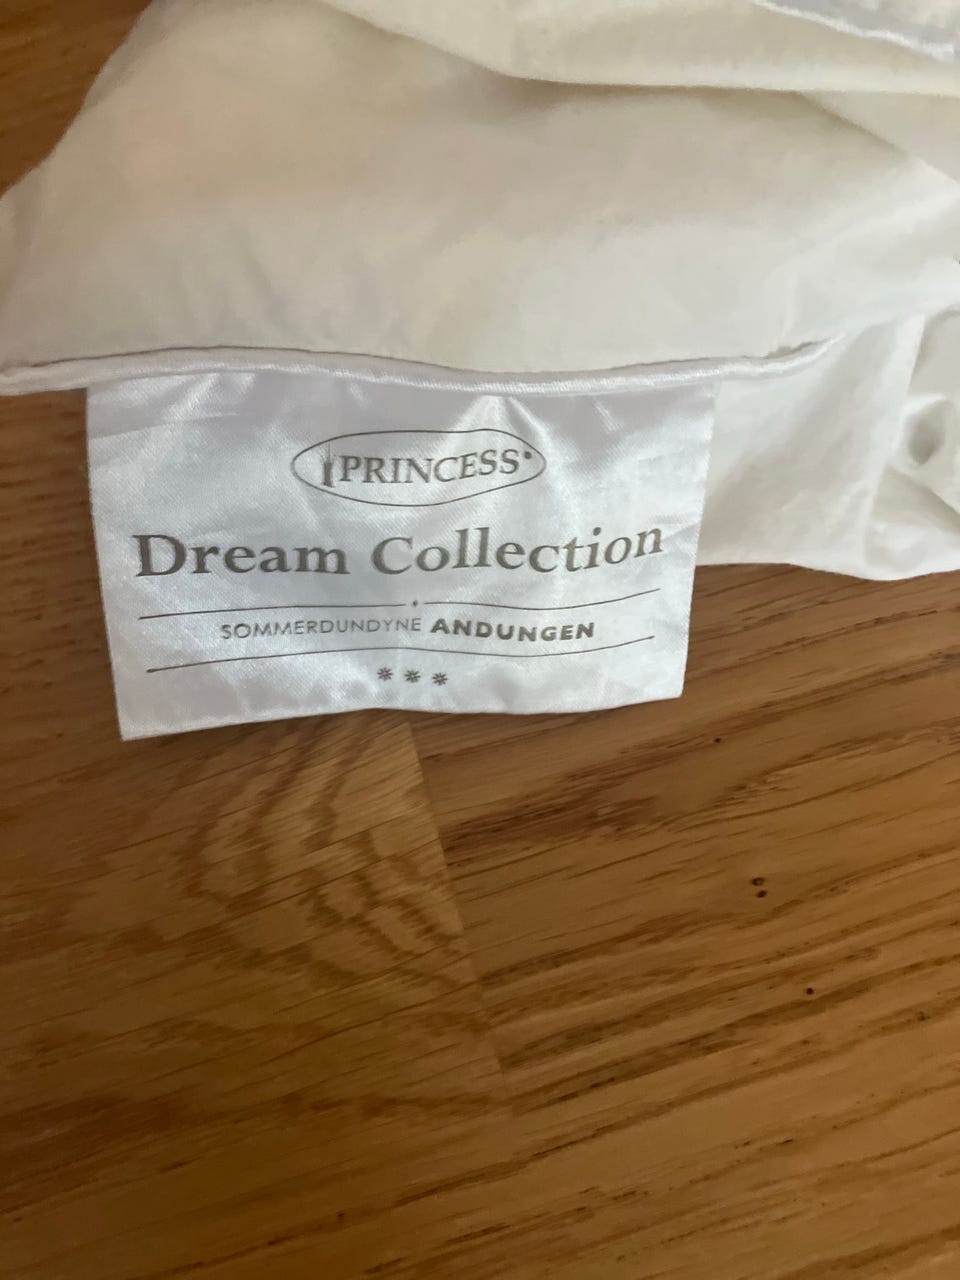 PRINCESS
Dream Collection
SOMMERDUNDYNE ANDUNGEN
***